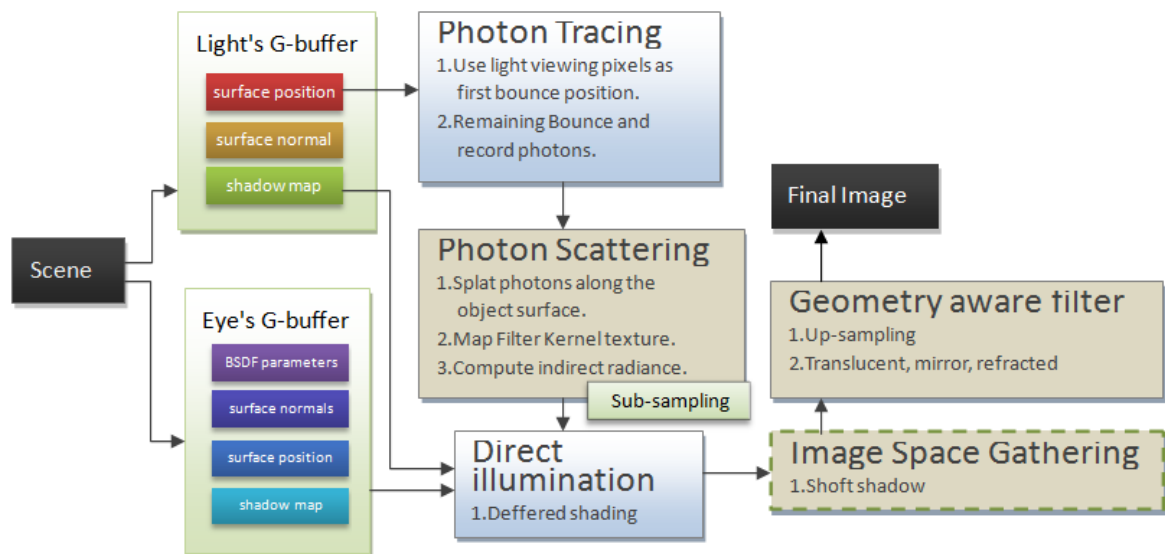 Scene
Light's G-buffer
surface position
surface normal
shadow map
Eye's G-buffer
BSDF parameters
surface normals
surface position
shadow map
Photon Tracing
1.Use light viewing pixels as
first bounce position.
2.Remaining Bounce and
record photons.
Photon Scattering
1.Splat photons along the
object surface.
2.Map Filter Kernel texture.
3.Compute indirect radiance.
Sub-sampling
Direct
illumination
1.Deffered shading
Image Space Gathering
1.Shoft shadow
Geometry aware filter
1.Up-sampling
2.Translucent, mirror, refracted
Final Image